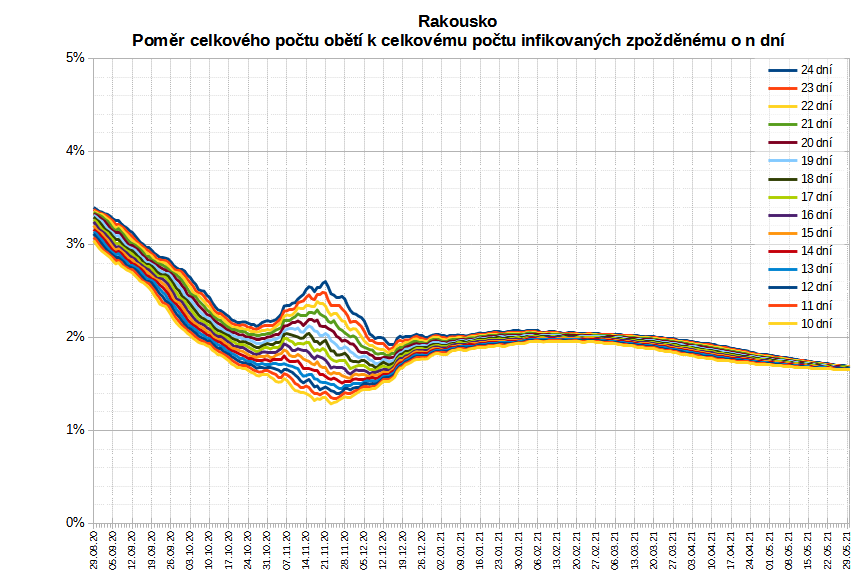 Rakousko
Poměr celkového počtu obětí k celkovému počtu infikovaných zpožděnému o n dní
5%
4%
3%
2%
1%
0%
24 dní
23 dní
22 dní
21 dní
20 dní
19 dní
18 dní
17 dní
16 dní
15 dní
14 dní
13 dní
12 dní
11 dní
10 dní
29.08.20
05.09.20
12.09.20
19.09.20
26.09.20
03.10.20
10.10.20
17.10.20
24.10.20
31.10.20
07.11.20
14.11.20
21.11.20
28.11.20
05.12.20
12.12.20
19.12.20
26.12.20
02.01.21
09.01.21
16.01.21
23.01.21
30.01.21
06.02.21
13.02.21
20.02.21
27.02.21
06.03.21
13.03.21
20.03.21
27.03.21
03.04.21
10.04.21
17.04.21
24.04.21
01.05.21
08.05.21
15.05.21
22.05.21
29.05.21